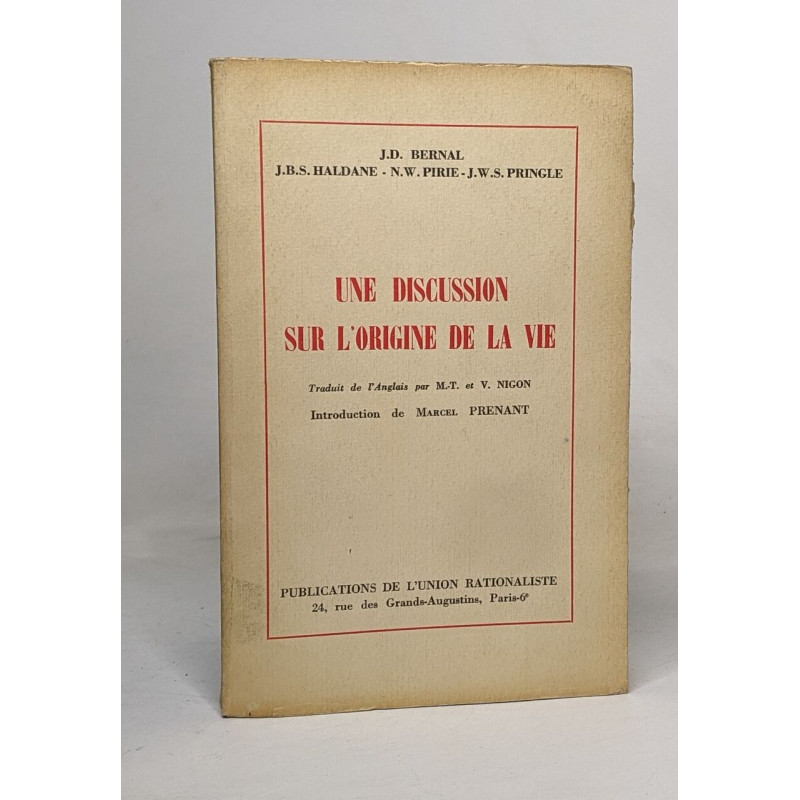 J.D. BERNAL
J.B.S. HALDANE - N.W. PIRIE - J.W.S. PRINGLE
UNE DISCUSSION
SUR L'ORIGINE DE LA VIE
Traduit de l'Anglais par M.-T. et V. NIGON
Introduction de MARCEL PRENANT
PUBLICATIONS DE L'UNION RATIONALISTE
24, rue des Grands-Augustins, Paris-6e